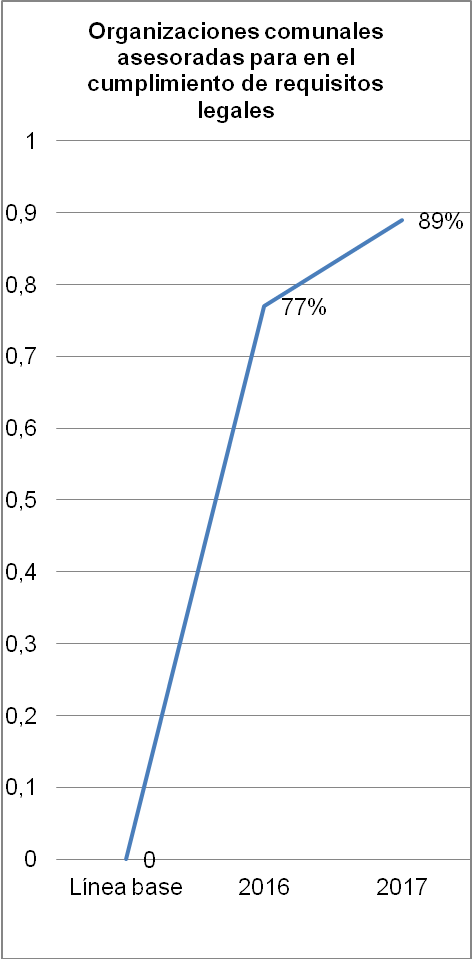 Organizaciones comunales
asesoradas para en el
cumplimiento de requisitos
legales
1
0,9
89%
0,8
77%
0,7
0,6
0,5
0,4
0,3
0,2
0,1
0
0
Línea base 2016 2017